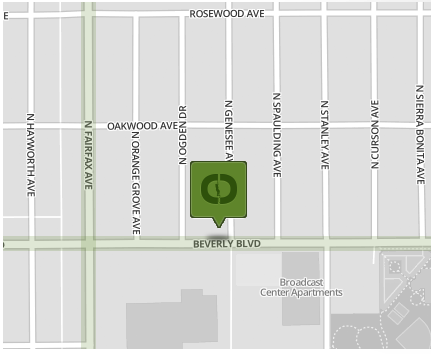 E
ROSEWOOD AVE
N HAYWORTH AVE
N FAIRFAX AVE
OAKWOOD AVE
N ORANGE GROVE AVE
N OGDEN DR
N GENESEE AV
N SPAULDING AVE
N STANLEY AVE
N CURSON AVE
N SIERRA BONITA AVE
BEVERLY BLVD
Broadcast
Center Apartments